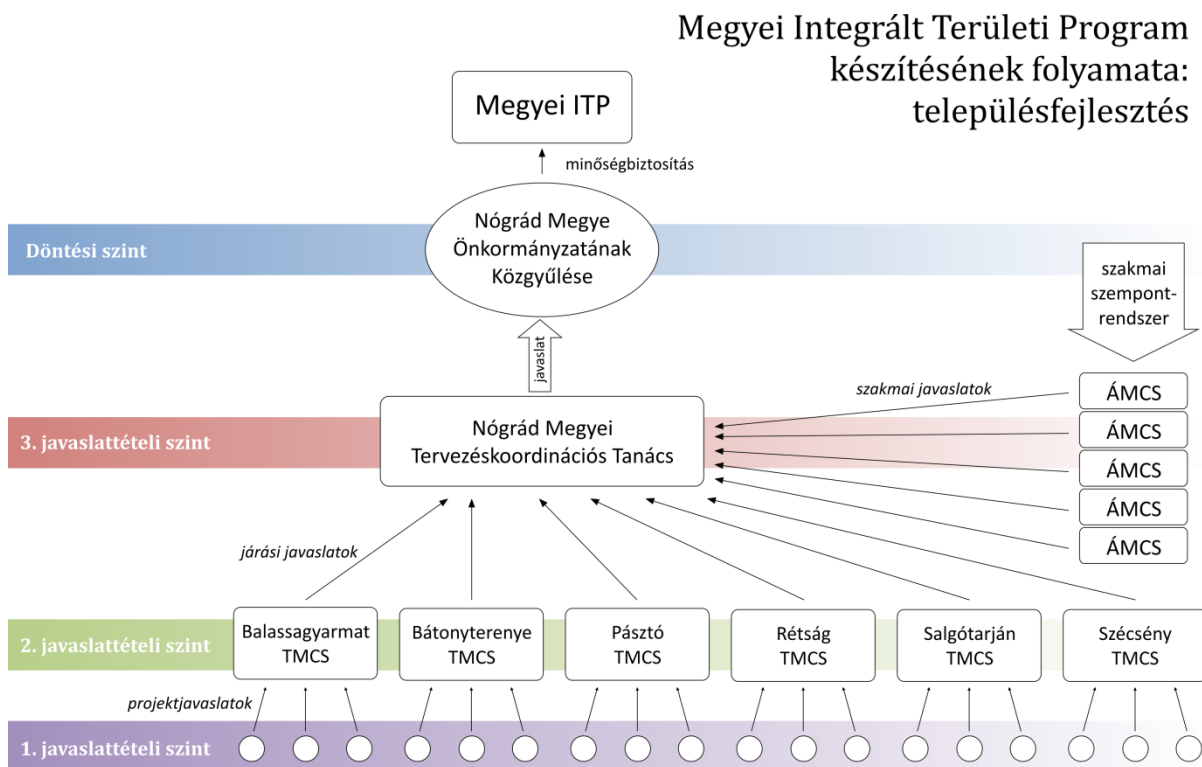 Megyei Integrált Területi Program
készítésének folyamata:
településfejlesztés
Megyei ITP
minőségbiztosítás
Döntési szint
Nógrád Megye
Önkormányzatának
Közgyűlése
szakmai
szempont-
rendszer
javaslat
szakmai javaslatok
ÁMCS
ÁMCS
ÁMCS
ÁMCS
ÁMCS
3. javaslattételi szint
Nógrád Megyei
Tervezéskoordinációs Tanács
járási javaslatok
2. javaslattételi szint
Balassagyarmat
TMCS
Bátonyterenye
TMCS
Pásztó
TMCS
Rétság
TMCS
Salgótarján
TMCS
Szécsény
TMCS
projektjavaslatok
1. javaslattételi szint